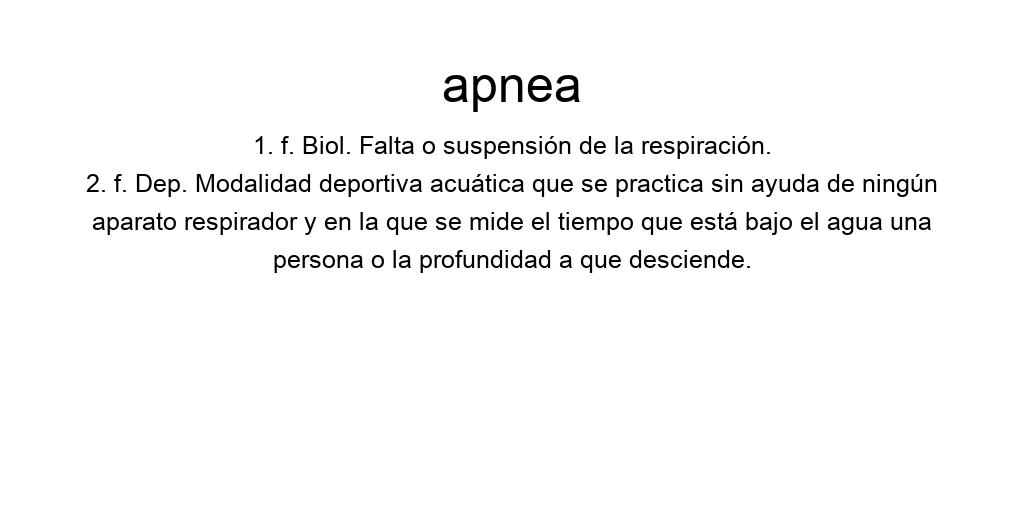 apnea
1. f. Biol. Falta o suspensión de la respiración.
2. f. Dep. Modalidad deportiva acuática que se practica sin ayuda de ningún
aparato respirador y en la que se mide el tiempo que está bajo el agua una
persona o la profundidad a que desciende.